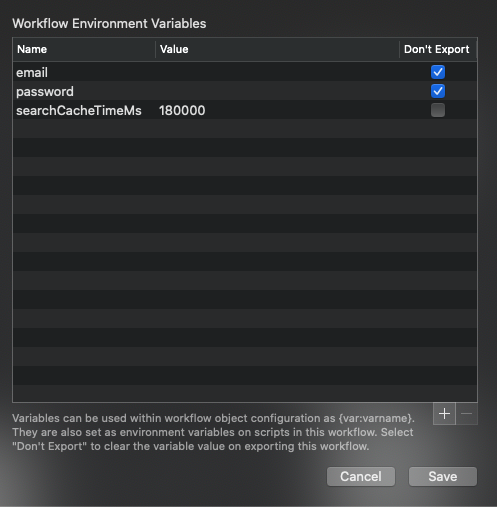 Workflow Environment Variables
Name Value Don't Export
email
password
searchCacheTimeMs 180000
+ −
Variables can be used within workflow object configuration as {var:varname}.
They are also set as environment variables on scripts in this workflow. Select
"Don't Export" to clear the variable value on exporting this workflow.
Cancel Save